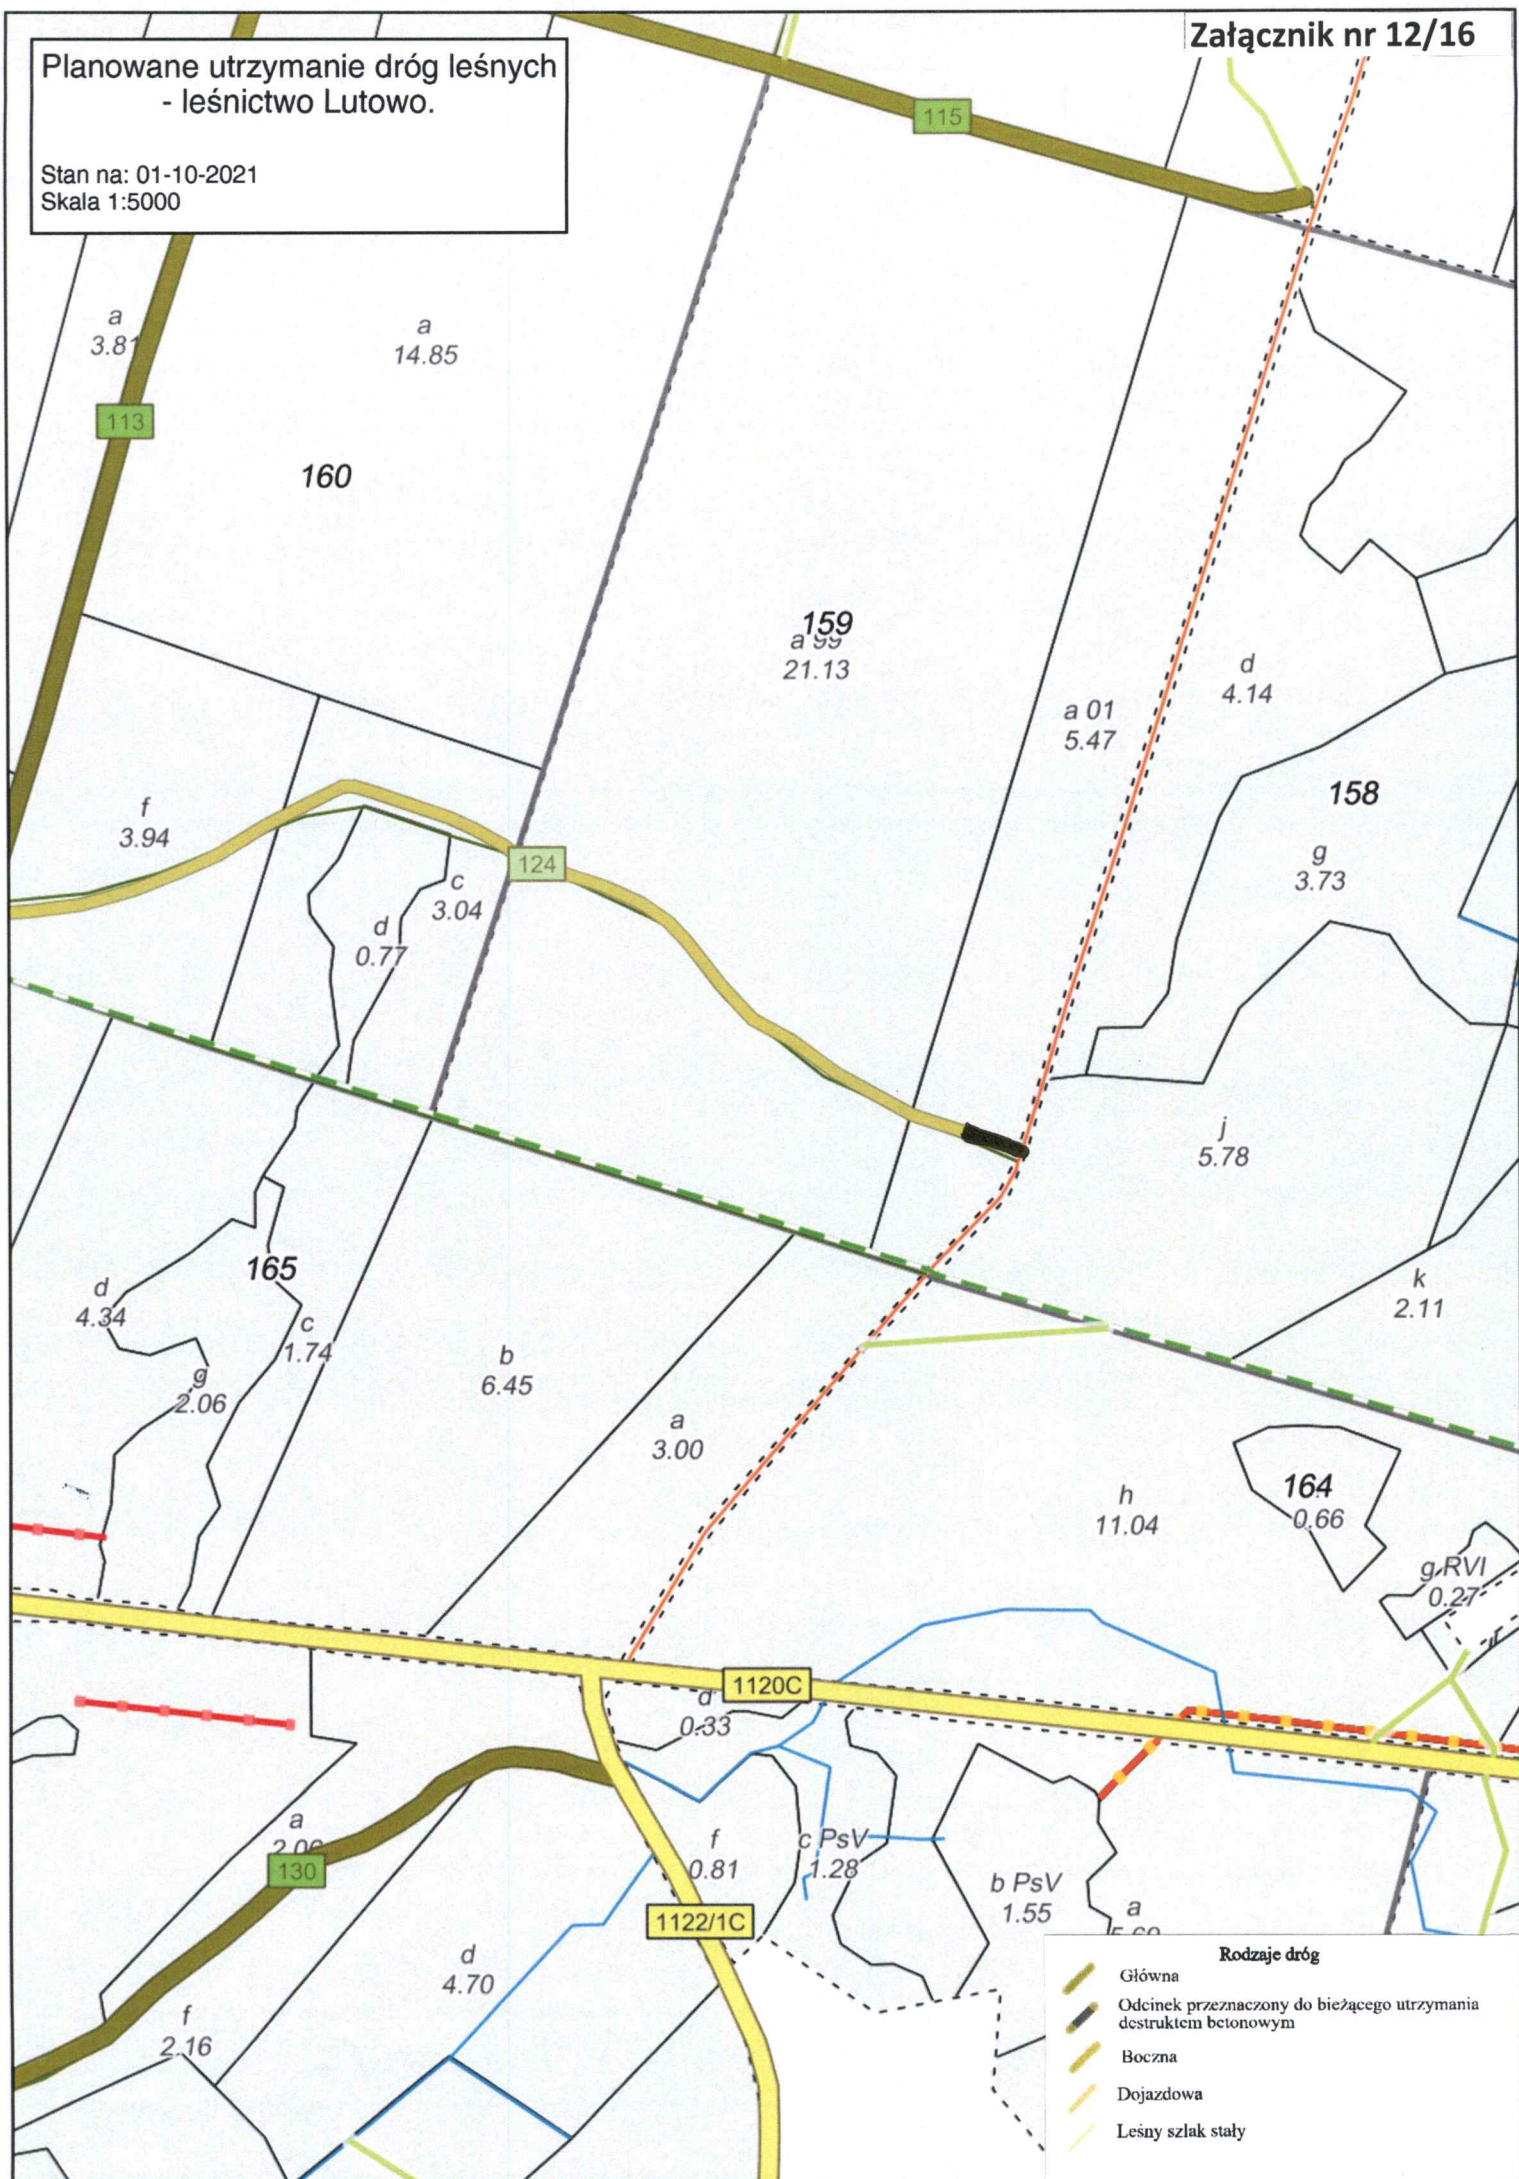 Załącznik nr 12/16
Planowane utrzymanie dróg leśnych
- leśnictwo Lutowo.
Stan na: 01-10-2021
Skala 1:5000
115
a
3.81
a
14.85
113
160
159
a 99
21.13
d
4.14
a 01
5.47
158
f
3.94
g
3.73
124
c
3.04
d
0.77
j
5.78
165
d
4.34
c
1.74
k
2.11
b
6.45
g
2.06
a
3.00
h
11.04
164
0.66
g RVI
0.27
1120C
d
0.33
a
2.06
130
f
0.81
c PsV
1.28
b PsV
1.55
a
5.69
1122/1C
d
4.70
f
2.16
Rodzaje dróg
Główna
Odcinek przeznaczony do bieżącego utrzymania
destruktem betonowym
Boczna
Dojazdowa
Leśny szlak stały